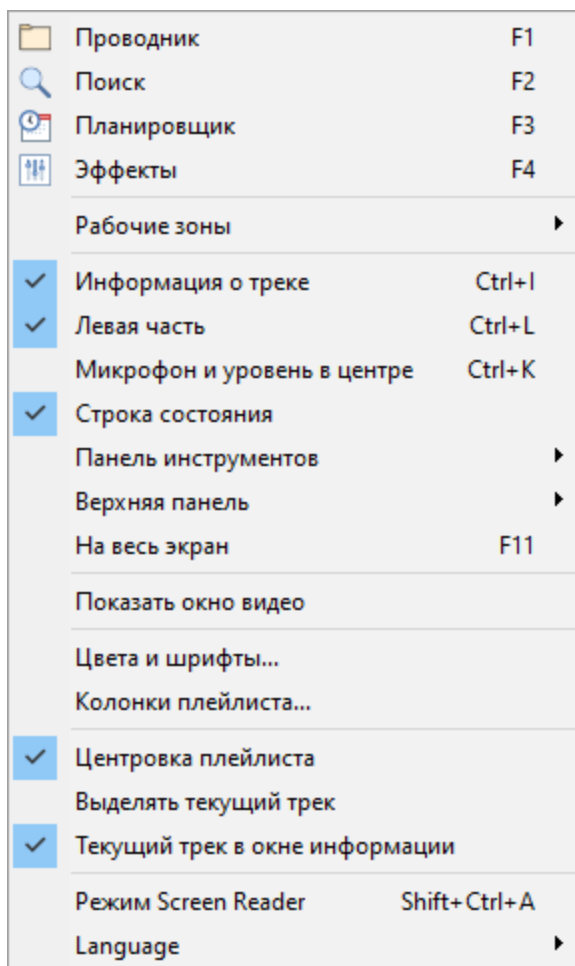 Проводник F1
Поиск F2
Планировщик F3
Эффекты F4
Рабочие зоны
Информация о треке Ctrl+I
Левая часть Ctrl+L
Микрофон и уровень в центре Ctrl+K
Строка состояния
Панель инструментов
Верхняя панель
На весь экран F11
Показать окно видео
Цвета и шрифты...
Колонки плейлиста...
Центровка плейлиста
Выделять текущий трек
Текущий трек в окне информации
Режим Screen Reader Shift+Ctrl+A
Language